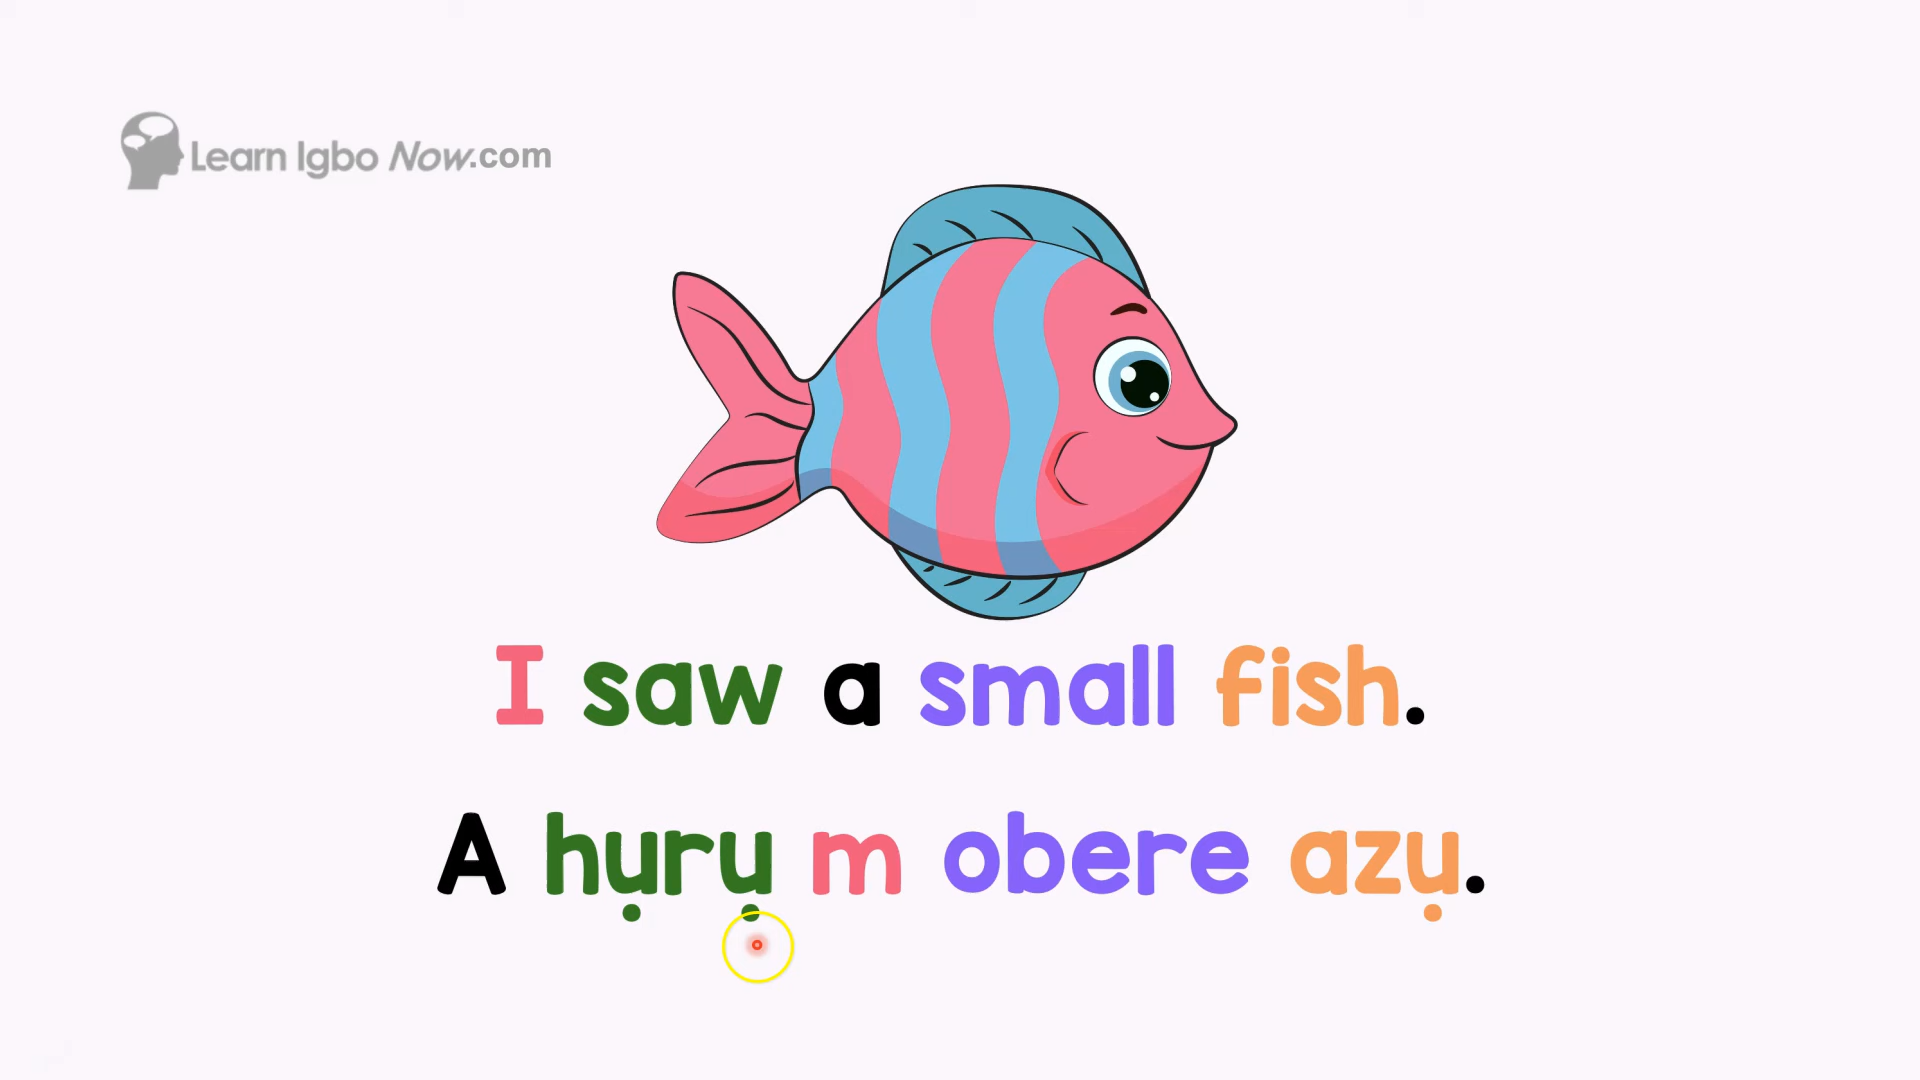 Learn Igbo Now.com
I saw a small fish.
A hụrụ m obere azụ.